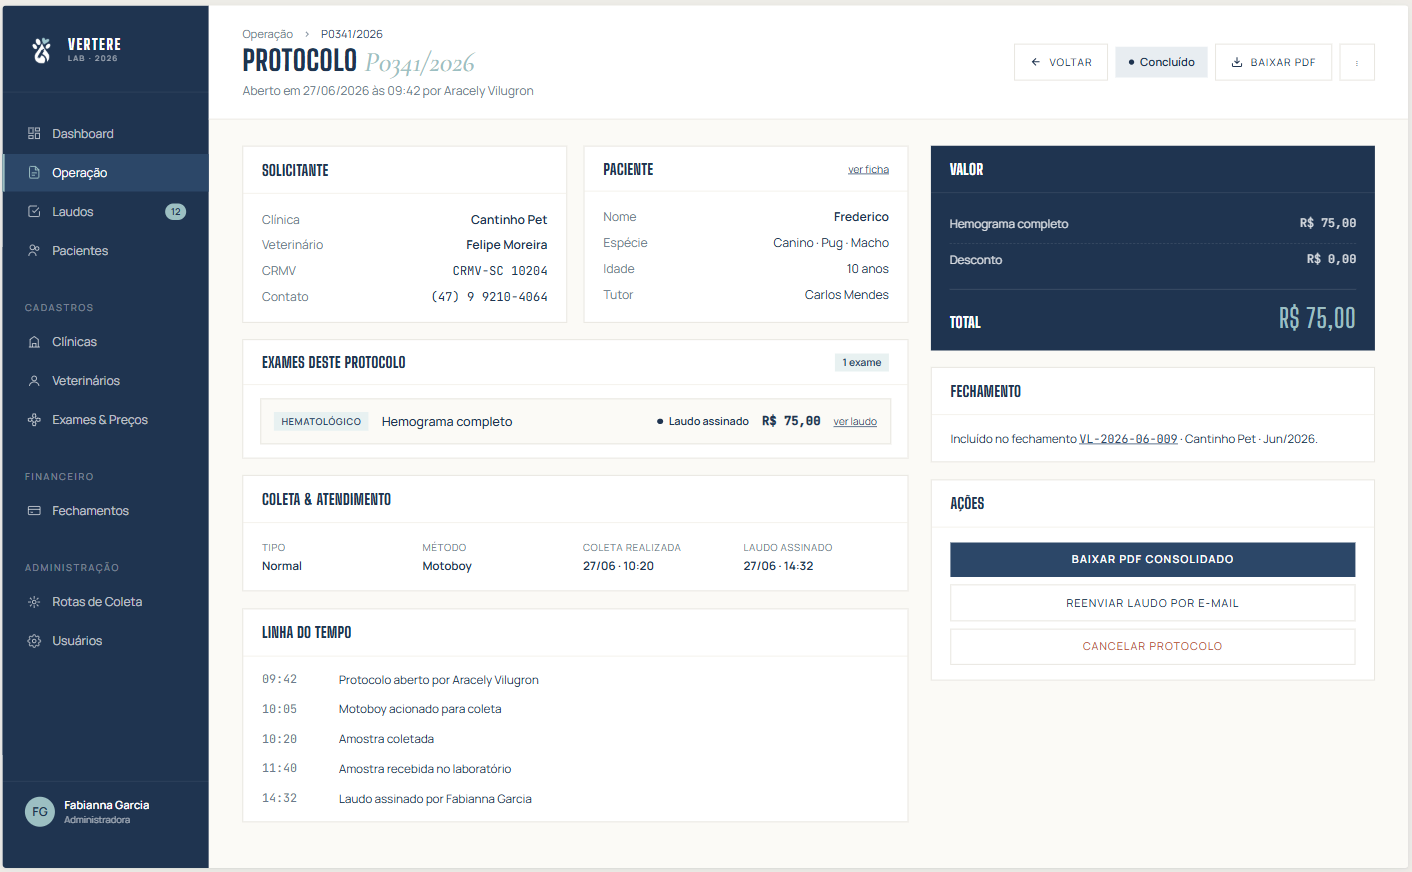 VERTERE
LAB · 2026
Dashboard
Operação
Laudos 12
Pacientes
CADASTROS
Clínicas
Veterinários
Exames & Preços
FINANCEIRO
Fechamentos
ADMINISTRAÇÃO
Rotas de Coleta
Usuários
FG
Fabianna Garcia
Administradora
Operação › P0341/2026
PROTOCOLO P0341/2026
Aberto em 27/06/2026 às 09:42 por Aracely Vilugron
← VOLTAR
• Concluído
BAIXAR PDF
SOLICITANTE
Clínica Cantinho Pet
Veterinário Felipe Moreira
CRMV CRMV-SC 10204
Contato (47) 9 9210-4064
PACIENTE ver ficha
Nome Frederico
Espécie Canino · Pug · Macho
Idade 10 anos
Tutor Carlos Mendes
EXAMES DESTE PROTOCOLO 1 exame
HEMATOLÓGICO Hemograma completo • Laudo assinado R$ 75,00 ver laudo
COLETA & ATENDIMENTO
TIPO MÉTODO COLETA REALIZADA LAUDO ASSINADO
Normal Motoboy 27/06 · 10:20 27/06 · 14:32
LINHA DO TEMPO
09:42 Protocolo aberto por Aracely Vilugron
10:05 Motoboy acionado para coleta
10:20 Amostra coletada
11:40 Amostra recebida no laboratório
14:32 Laudo assinado por Fabianna Garcia
VALOR
Hemograma completo R$ 75,00
Desconto R$ 0,00
TOTAL R$ 75,00
FECHAMENTO
Incluído no fechamento VL-2026-06-009 · Cantinho Pet · Jun/2026.
AÇÕES
BAIXAR PDF CONSOLIDADO
REENVIAR LAUDO POR E-MAIL
CANCELAR PROTOCOLO